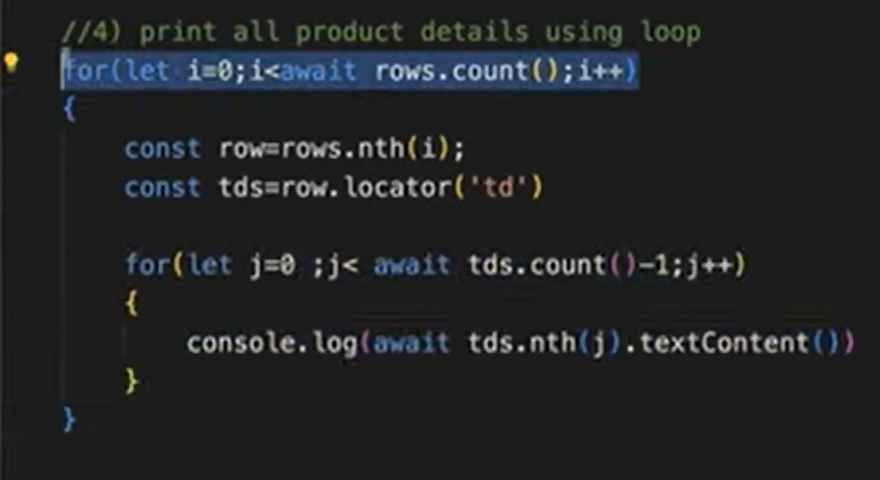 //4) print all product details using loop
for(let i=0;i<await rows.count();i++)
{
const row=rows.nth(i);
const tds=row.locator('td')
for(let j=0 ;j< await tds.count()-1;j++)
{
console.log(await tds.nth(j).textContent())
}
}